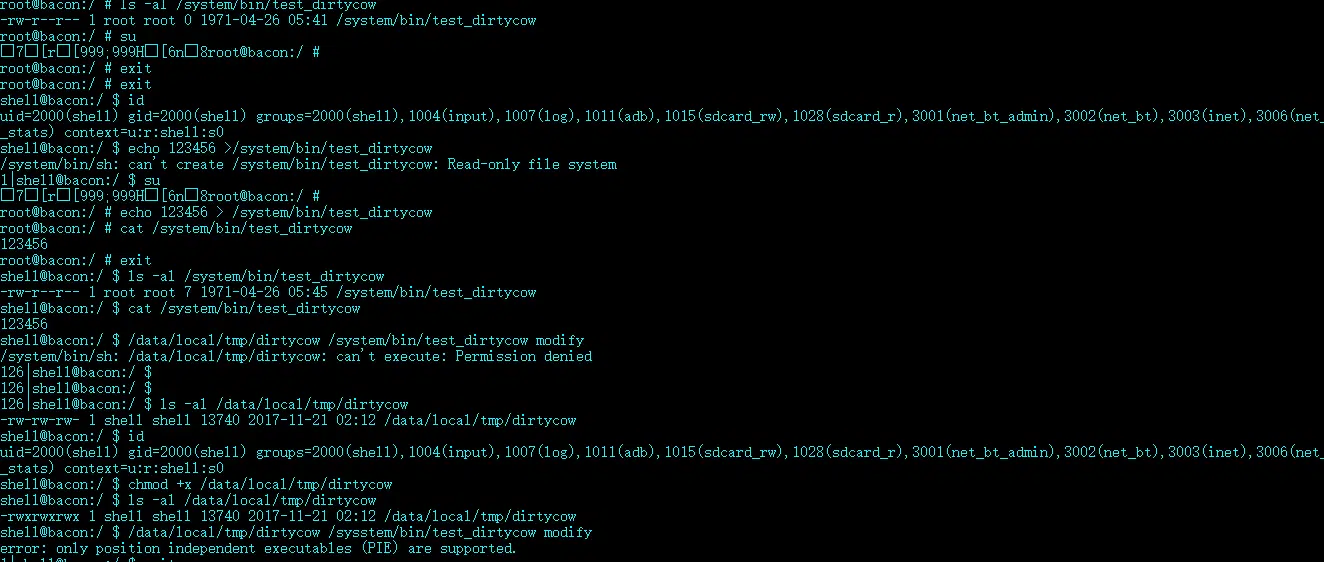 root@bacon:/ # ls -al /system/bin/test_dirtycow
-rw-r--r-- 1 root root 0 1971-04-26 05:41 /system/bin/test_dirtycow
root@bacon:/ # su
□7□[r□[999;999H□[6n□8root@bacon:/ #
root@bacon:/ # exit
root@bacon:/ # exit
shell@bacon:/ $ id
uid=2000(shell) gid=2000(shell) groups=2000(shell),1004(input),1007(log),1011(adb),1015(sdcard_rw),1028(sdcard_r),3001(net_bt_admin),3002(net_bt),3003(inet),3006(net_
_stats) context=u:r:shell:s0
shell@bacon:/ $ echo 123456 >/system/bin/test_dirtycow
/system/bin/sh: can't create /system/bin/test_dirtycow: Read-only file system
1|shell@bacon:/ $ su
□7□[r□[999;999H□[6n□8root@bacon:/ #
root@bacon:/ # echo 123456 > /system/bin/test_dirtycow
root@bacon:/ # cat /system/bin/test_dirtycow
123456
root@bacon:/ # exit
shell@bacon:/ $ ls -al /system/bin/test_dirtycow
-rw-r--r-- 1 root root 7 1971-04-26 05:45 /system/bin/test_dirtycow
shell@bacon:/ $ cat /system/bin/test_dirtycow
123456
shell@bacon:/ $ /data/local/tmp/dirtycow /system/bin/test_dirtycow modify
/system/bin/sh: /data/local/tmp/dirtycow: can't execute: Permission denied
126|shell@bacon:/ $
126|shell@bacon:/ $
126|shell@bacon:/ $ ls -al /data/local/tmp/dirtycow
-rw-rw-rw- 1 shell shell 13740 2017-11-21 02:12 /data/local/tmp/dirtycow
shell@bacon:/ $ id
uid=2000(shell) gid=2000(shell) groups=2000(shell),1004(input),1007(log),1011(adb),1015(sdcard_rw),1028(sdcard_r),3001(net_bt_admin),3002(net_bt),3003(inet),3006(net_
_stats) context=u:r:shell:s0
shell@bacon:/ $ chmod +x /data/local/tmp/dirtycow
shell@bacon:/ $ ls -al /data/local/tmp/dirtycow
-rwxrwxrwx 1 shell shell 13740 2017-11-21 02:12 /data/local/tmp/dirtycow
shell@bacon:/ $ /data/local/tmp/dirtycow /sysstem/bin/test_dirtycow modify
error: only position independent executables (PIE) are supported.